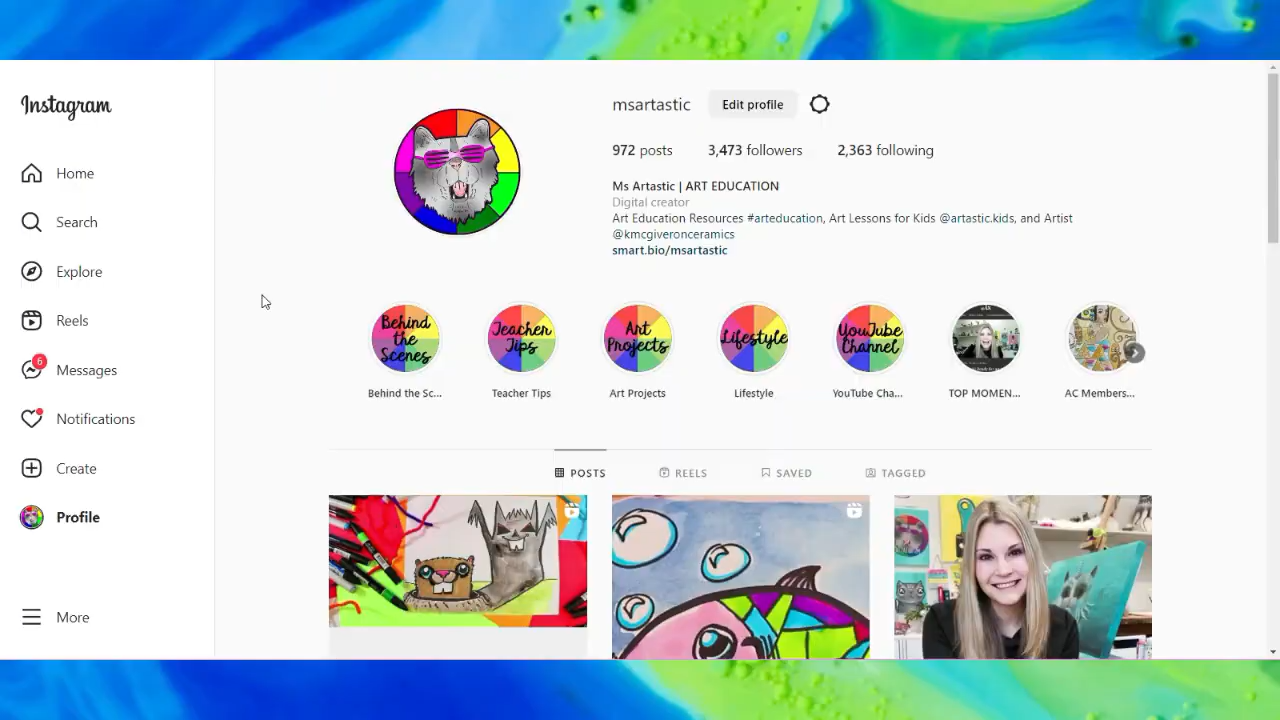 Instagram
Home
Search
Explore
Reels
6
Messages
Notifications
Create
Profile
More
msartastic
Edit profile
972 posts
3,473 followers
2,363 following
Ms Artastic | ART EDUCATION
Digital creator
Art Education Resources #arteducation, Art Lessons for Kids @artastic.kids, and Artist
@kmcgiveronceramics
smart.bio/msartastic
Behind
the
Scenes
Teacher
Tips
Art
Projects
Lifestyle
YouTube
Channel
Behind the Sc...
Teacher Tips
Art Projects
Lifestyle
YouTube Cha...
TOP MOMEN...
AC Members...
POSTS
REELS
SAVED
TAGGED